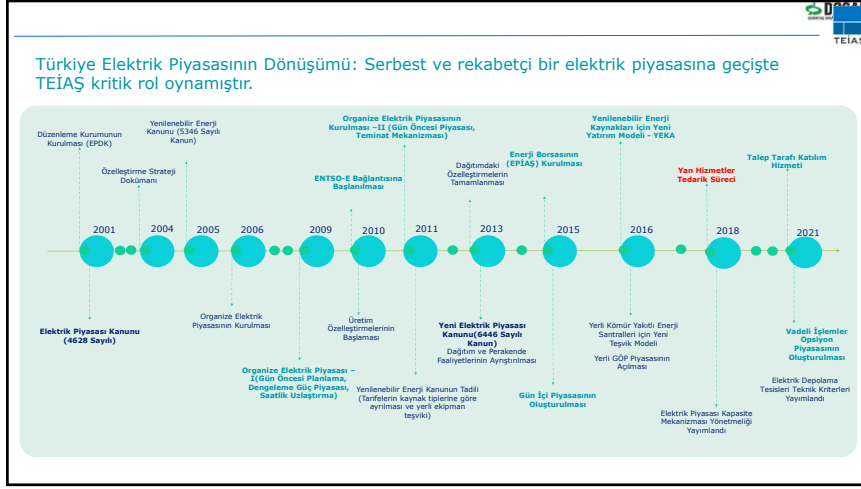 TEİAŞ
Türkiye Elektrik Piyasasının Dönüşümü: Serbest ve rekabetçi bir elektrik piyasasına geçişte
TEİAŞ kritik rol oynamıştır.
Düzenleme Kurumunun
Kurulması (EPDK)
Yenilenebilir Enerji
Kanunu (5346 Sayılı
Kanun)
Özelleştirme Strateji
Dokümanı
ENTSO-E Bağlantısına
Başlanılması
Organize Elektrik Piyasasının
Kurulması –II (Gün Öncesi Piyasası,
Teminat Mekanizması)
Dağıtımdaki
Özelleştirmelerin
Tamamlanması
Enerji Borsasının
(EPİAŞ) Kurulması
Yenilenebilir Enerji
Kaynakları için Yeni
Yatırım Modeli - YEKA
Yan Hizmetler
Tedarik Süreci
Talep Tarafı Katılım
Hizmeti
2001
2004
2005
2006
2009
2010
2011
2013
2015
2016
2018
2021
Elektrik Piyasası Kanunu
(4628 Sayılı)
Organize Elektrik
Piyasasının Kurulması
Organize Elektrik Piyasası –
I(Gün Öncesi Planlama,
Dengeleme Güç Piyasası,
Saatlik Uzlaştırma)
Üretim
Özelleştirmelerinin
Başlaması
Yenilenebilir Enerji Kanunun Tadili
(Tarifelerin kaynak tiplerine göre
ayrılması ve yerli ekipman
teşviki)
Yeni Elektrik Piyasası
Kanunu(6446 Sayılı
Kanun)
Dağıtım ve Perakende
Faaliyetlerinin Ayrıştırılması
Gün İçi Piyasasının
Oluşturulması
Yerli Kömür Yakıtlı Enerji
Santralleri için Yeni
Teşvik Modeli
Yerli GÖP Piyasasının
Açılması
Elektrik Piyasası Kapasite
Mekanizması Yönetmeliği
Yayımlandı
Vadeli İşlemler
Opsiyon
Piyasasının
Oluşturulması
Elektrik Depolama
Tesisleri Teknik Kriterleri
Yayımlandı